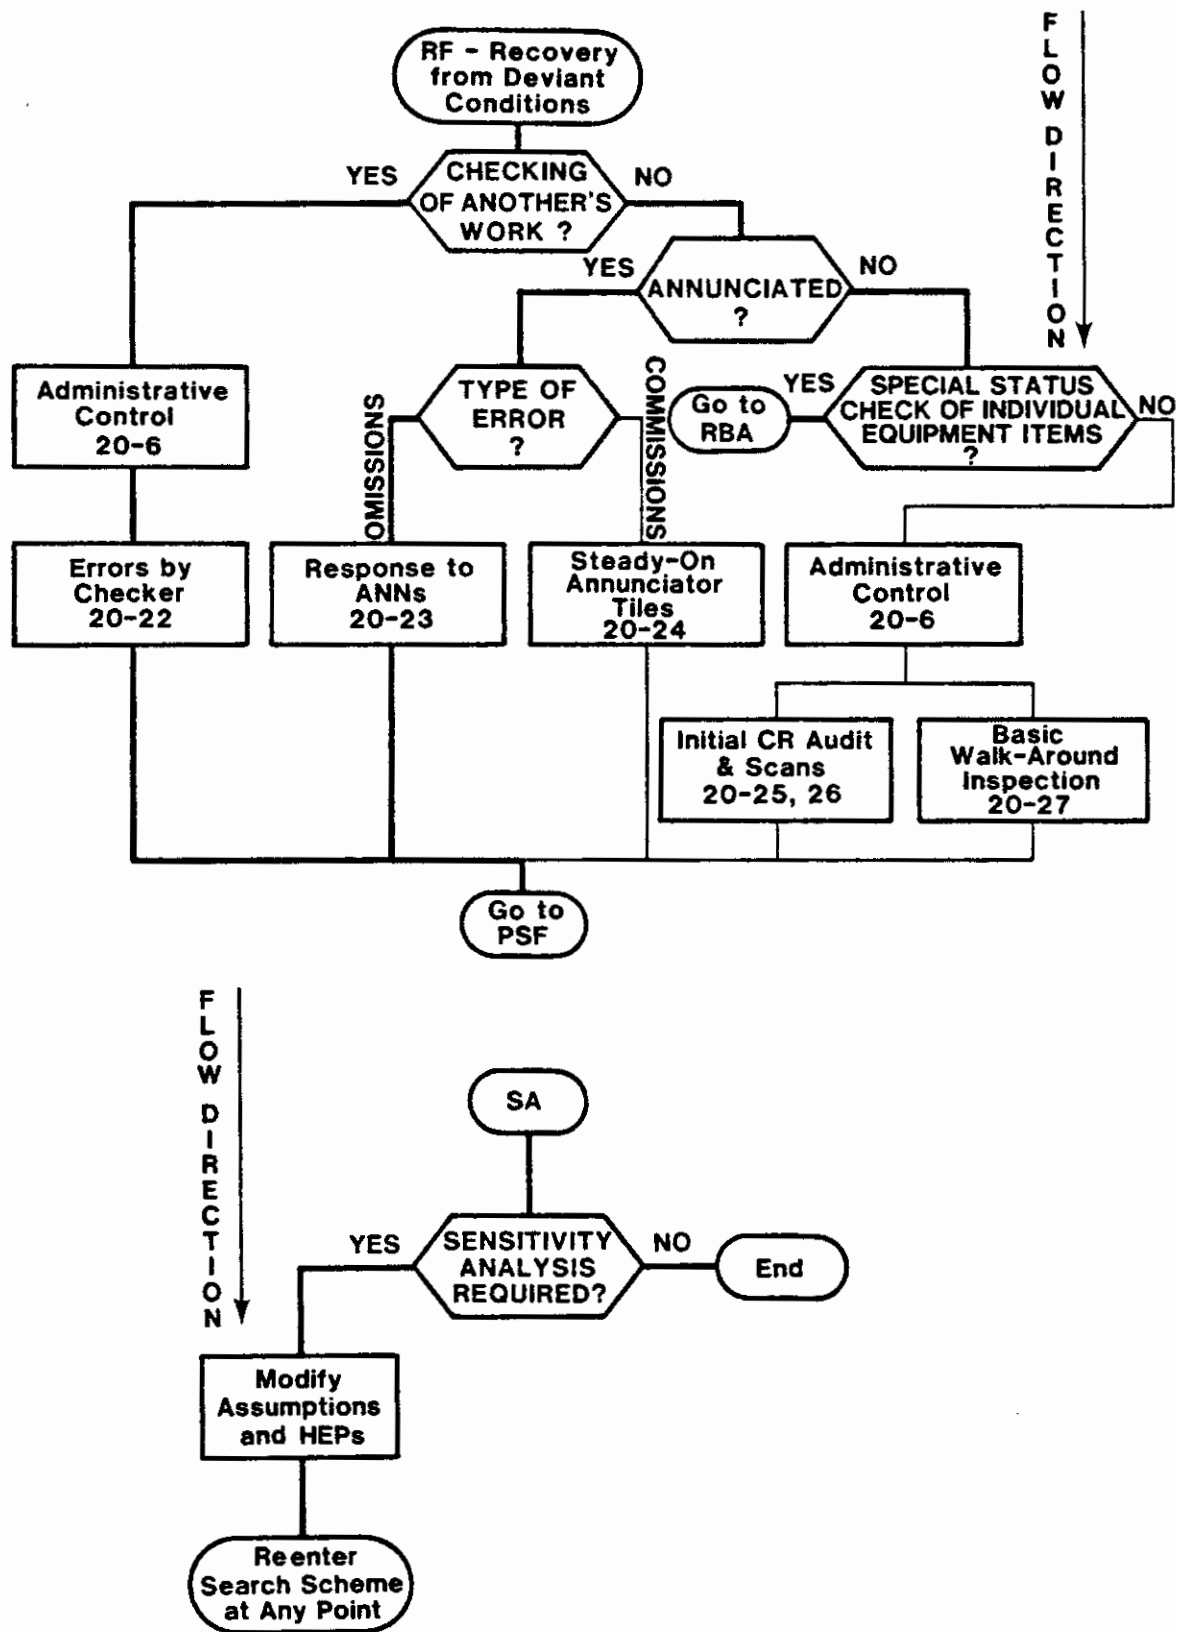 RF - Recovery
from Deviant
Conditions
FLOW DIRECTION
YES
CHECKING
OF ANOTHER'S
WORK ?
NO
YES
ANNUNCIATED
?
NO
Administrative
Control
20-6
OMISSIONS
TYPE OF
ERROR
?
COMMISSIONS
Go to
RBA
YES
SPECIAL STATUS
CHECK OF INDIVIDUAL
EQUIPMENT ITEMS
?
NO
Errors by
Checker
20-22
Response to
ANNs
20-23
Steady-On
Annunciator
Tiles
20-24
Administrative
Control
20-6
Initial CR Audit
& Scans
20-25, 26
Basic
Walk-Around
Inspection
20-27
Go to
PSF
FLOW DIRECTION
SA
YES
SENSITIVITY
ANALYSIS
REQUIRED?
NO
End
Modify
Assumptions
and HEPs
Reenter
Search Scheme
at Any Point